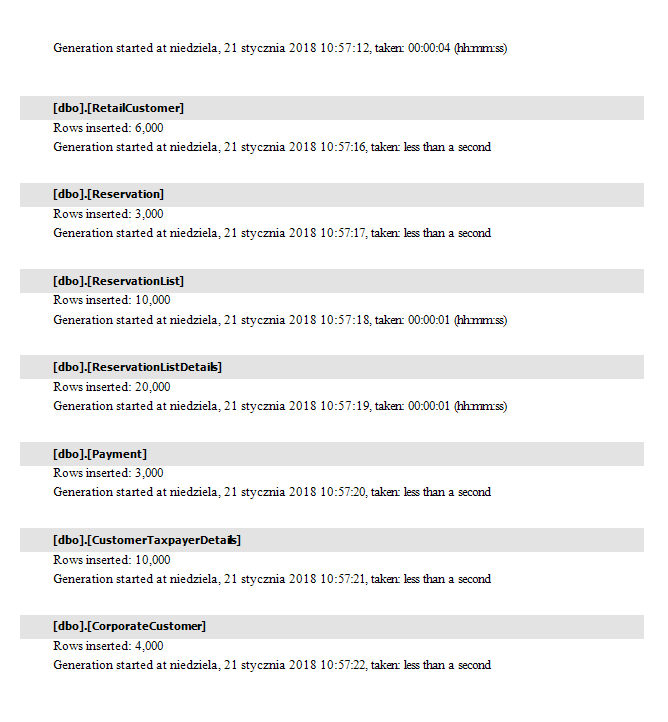 Generation started at niedziela, 21 stycznia 2018 10:57:12, taken: 00:00:04 (hh:mm:ss)
[dbo].[RetailCustomer]
Rows inserted: 6,000
Generation started at niedziela, 21 stycznia 2018 10:57:16, taken: less than a second
[dbo].[Reservation]
Rows inserted: 3,000
Generation started at niedziela, 21 stycznia 2018 10:57:17, taken: less than a second
[dbo].[ReservationList]
Rows inserted: 10,000
Generation started at niedziela, 21 stycznia 2018 10:57:18, taken: 00:00:01 (hh:mm:ss)
[dbo].[ReservationListDetails]
Rows inserted: 20,000
Generation started at niedziela, 21 stycznia 2018 10:57:19, taken: 00:00:01 (hh:mm:ss)
[dbo].[Payment]
Rows inserted: 3,000
Generation started at niedziela, 21 stycznia 2018 10:57:20, taken: less than a second
[dbo].[CustomerTaxpayerDetails]
Rows inserted: 10,000
Generation started at niedziela, 21 stycznia 2018 10:57:21, taken: less than a second
[dbo].[CorporateCustomer]
Rows inserted: 4,000
Generation started at niedziela, 21 stycznia 2018 10:57:22, taken: less than a second